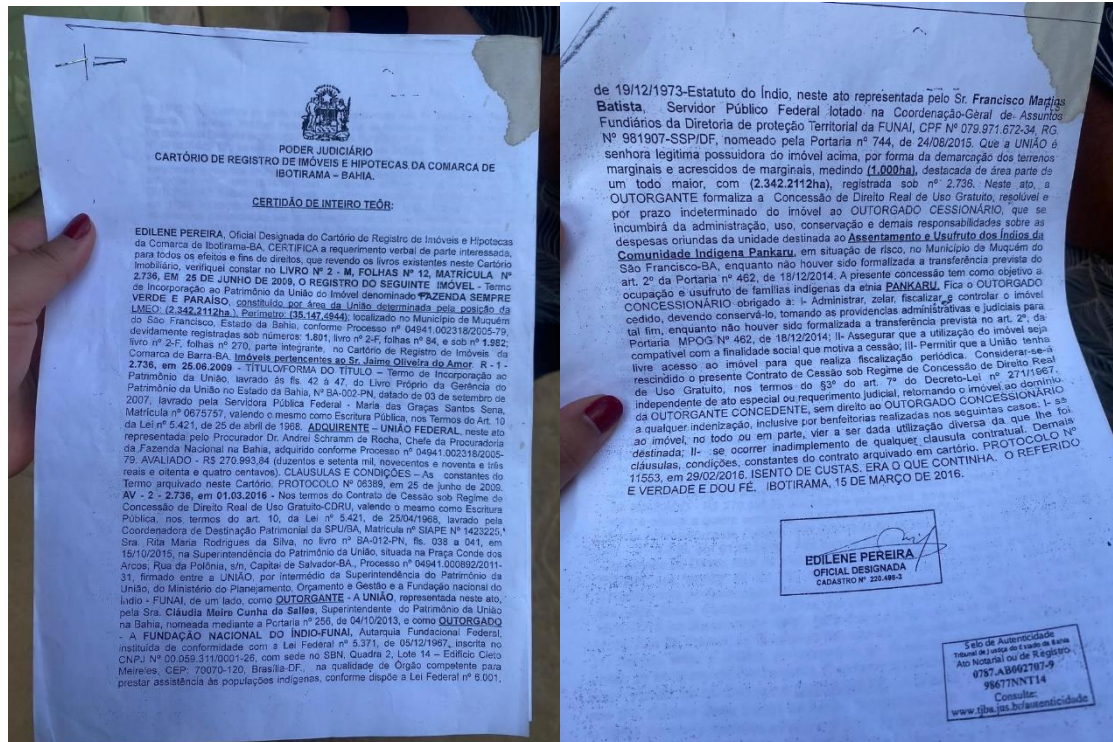 PODER JUDICIÁRIO
CARTÓRIO DE REGISTRO DE IMÓVEIS E HIPOTECAS DA COMARCA DE
IBOTIRAMA – BAHIA.
CERTIDÃO DE INTEIRO TEÔR:
EDILENE PEREIRA, Oficial Designada do Cartório de Registro de Imóveis e Hipotecas
da Comarca de Ibotirama-BA, CERTIFICA a requerimento verbal de parte interessada,
para todos os efeitos e fins de direitos, que revendo os livros existentes neste Cartório
Imobiliário, verifiquei constar no LIVRO Nº 2 - M, FOLHAS Nº 12, MATRÍCULA Nº
2.736, EM 25 DE JUNHO DE 2009, O REGISTRO DO SEGUINTE IMÓVEL - Termo
de Incorporação ao Patrimônio da União do Imóvel denominado FAZENDA SEMPRE
VERDE E PARAÍSO, constituído por área da União determinada pela posição da
LMEO: (2.342.2112ha.), Perímetro: (35.147,4944); localizado no Município de Muquém
do São Francisco, Estado da Bahia, conforme Processo nº 04941.002318/2005-79,
devidamente registradas sob números: 1.801, livro nº 2-F, folhas nº 84, e sob nº 1.982;
livro nº 2-F, folhas nº 270, parte integrante, no Cartório de Registro de Imóveis da
Comarca de Barra-BA. Imóveis pertencentes ao Sr. Jaime Oliveira do Amor. R - 1 -
2.736, em 25.06.2009 - TÍTULO/FORMA DO TÍTULO – Termo de Incorporação ao
Patrimônio da União, lavrado às fls. 42 à 47, do Livro Próprio da Gerência do
Patrimônio da União no Estado da Bahia, Nº BA-002-PN, datado de 03 de setembro de
2007, lavrado pela Servidora Pública Federal - Maria das Graças Santos Sena,
Matrícula nº 0675757, valendo o mesmo como Escritura Pública, nos Termos do Art. 10
da Lei nº 5.421, de 25 de abril de 1968. ADQUIRENTE – UNIÃO FEDERAL, neste ato
representada pelo Procurador Dr. Andrei Schramm de Rocha, Chefe da Procuradoria
da Fazenda Nacional na Bahia, adquirido conforme Processo nº 04941.002318/2005-
79. AVALIADO - R$ 270.993,84 (duzentos e setenta mil, novecentos e noventa e três
reais e oitenta e quatro centavos). CLAUSULAS E CONDIÇÕES – As constantes do
Termo arquivado neste Cartório. PROTOCOLO Nº 06389, em 25 de junho de 2009.
AV - 2 - 2.736, em 01.03.2016 - Nos termos do Contrato de Cessão sob Regime de
Concessão de Direito Real de Uso Gratuito-CDRU, valendo o mesmo como Escritura
Pública, nos termos do art. 10, da Lei nº 5.421, de 25/04/1968, lavrado pela
Coordenadora de Destinação Patrimonial da SPU/BA, Matrícula Nº SIAPE Nº 1423225,
Sra. Rita Maria Rodrigues da Silva, no livro nº BA-012-PN, fls. 038 a 041, em
15/10/2015, na Superintendência do Patrimônio da União, situada na Praça Conde dos
Arcos, Rua da Polônia, s/n, Capital de Salvador-BA., Processo nº 04941.000892/2011-
31, firmado entre a UNIÃO, por intermédio da Superintendência do Patrimônio da
União, do Ministério do Planejamento, Orçamento e Gestão e a Fundação nacional do
Índio - FUNAI, de um lado, como OUTORGANTE - A UNIÃO, representada neste ato,
pela Sra. Cláudia Meiro Cunha de Salles, Superintendente do Patrimônio da União
na Bahia, nomeada mediante a Portaria nº 256, de 04/10/2013, e como OUTORGADO
- A FUNDAÇÃO NACIONAL DO ÍNDIO-FUNAI, Autarquia Fundacional Federal,
instituída de conformidade com a Lei Federal nº 5.371, de 05/12/1967, inscrita no
CNPJ Nº 00.059.311/0001-26, com sede no SBN, Quadra 2, Lote 14 – Edifício Cleto
Meireles, CEP: 70070-120, Brasília-DF., na qualidade de Órgão competente para
prestar assistência às populações indígenas, conforme dispõe a Lei Federal nº 6.001,
de 19/12/1973-Estatuto do Índio, neste ato representada pelo Sr. Francisco Martins
Batista, Servidor Público Federal lotado na Coordenação-Geral de Assuntos
Fundiários da Diretoria de proteção Territorial da FUNAI, CPF Nº 079.971.672-34, RG.
Nº 981907-SSP/DF, nomeado pela Portaria nº 744, de 24/08/2015. Que a UNIÃO é
senhora legitima possuidora do imóvel acima, por forma da demarcação dos terrenos
marginais e acrescidos de marginais, medindo (1.000ha), destacada de área parte de
um todo maior, com (2.342.2112ha), registrada sob nº 2.736. Neste ato, a
OUTORGANTE formaliza a Concessão de Direito Real de Uso Gratuito, resolúvel e
por prazo indeterminado do imóvel ao OUTORGADO CESSIONÁRIO, que se
incumbirá da administração, uso, conservação e demais responsabilidades sobre as
despesas oriundas da unidade destinada ao Assentamento e Usufruto dos Índios da
Comunidade Indígena Pankaru, em situação de risco, no Município de Muquém do
São Francisco-BA, enquanto não houver sido formalizada a transferência prevista do
art. 2º da Portaria nº 462, de 18/12/2014. A presente concessão tem como objetivo a
ocupação e usufruto de famílias indígenas da etnia PANKARU. Fica o OUTORGADO
CONCESSIONÁRIO obrigado a: I- Administrar, zelar, fiscalizar e controlar o imóvel
cedido, devendo conservá-lo, tomando as providencias administrativas e judiciais para
tal fim, enquanto não houver sido formalizada a transferência prevista no art. 2º, da
Portaria MPOG Nº 462, de 18/12/2014; II- Assegurar que a utilização do imóvel seja
compatível com a finalidade social que motiva a cessão; III- Permitir que a União tenha
livre acesso ao imóvel para que realiza fiscalização periódica. Considerar-se-á
rescindido o presente Contrato de Cessão sob Regime de Concessão de Direito Real
de Uso Gratuito, nos termos do §3º do art. 7º do Decreto-Lei nº 271/1967,
independente de ato especial ou requerimento judicial, retornado o imóvel ao domínio
da OUTORGANTE CONCEDENTE, sem direito ao OUTORGADO CONCESSIONÁRIO
a qualquer indenização, inclusive por benfeitorias realizadas nos seguintes casos: I- se
ao imóvel, no todo ou em parte, vier a ser dada utilização diversa da que lhe foi
destinada; II- se ocorrer inadimplemento de qualquer clausula contratual. Demais
cláusulas, condições, constantes do contrato arquivado em cartório. PROTOCOLO Nº
11553, em 29/02/2016. ISENTO DE CUSTAS. ERA O QUE CONTINHA. O REFERIDO
E VERDADE E DOU FÉ. IBOTIRAMA, 15 DE MARÇO DE 2016.
EDILENE PEREIRA
OFICIAL DESIGNADA
CADASTRO Nº 220.496-3
Selo de Autenticidade
Tribunal de Justiça do Estado da Bahia
Ato Notarial ou de Registro
0787.AB002707-9
98677NNT14
Consulte:
www.tjba.jus.br/autenticidade